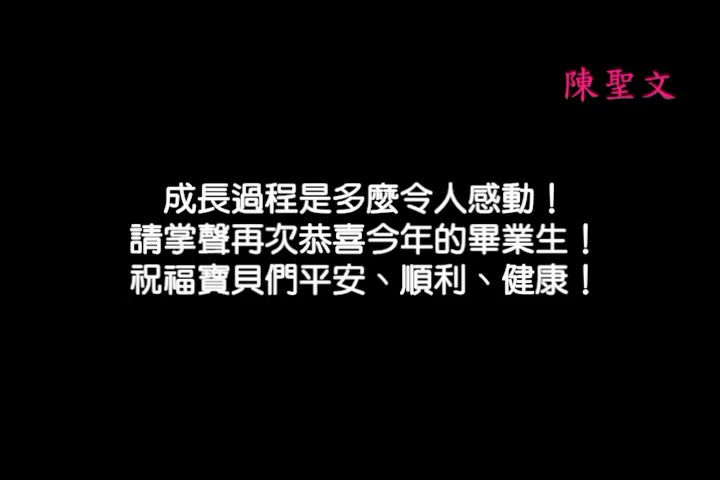 陳聖文
成長過程是多麼令人感動！
請掌聲再次恭喜今年的畢業生！
祝福寶貝們平安、順利、健康！